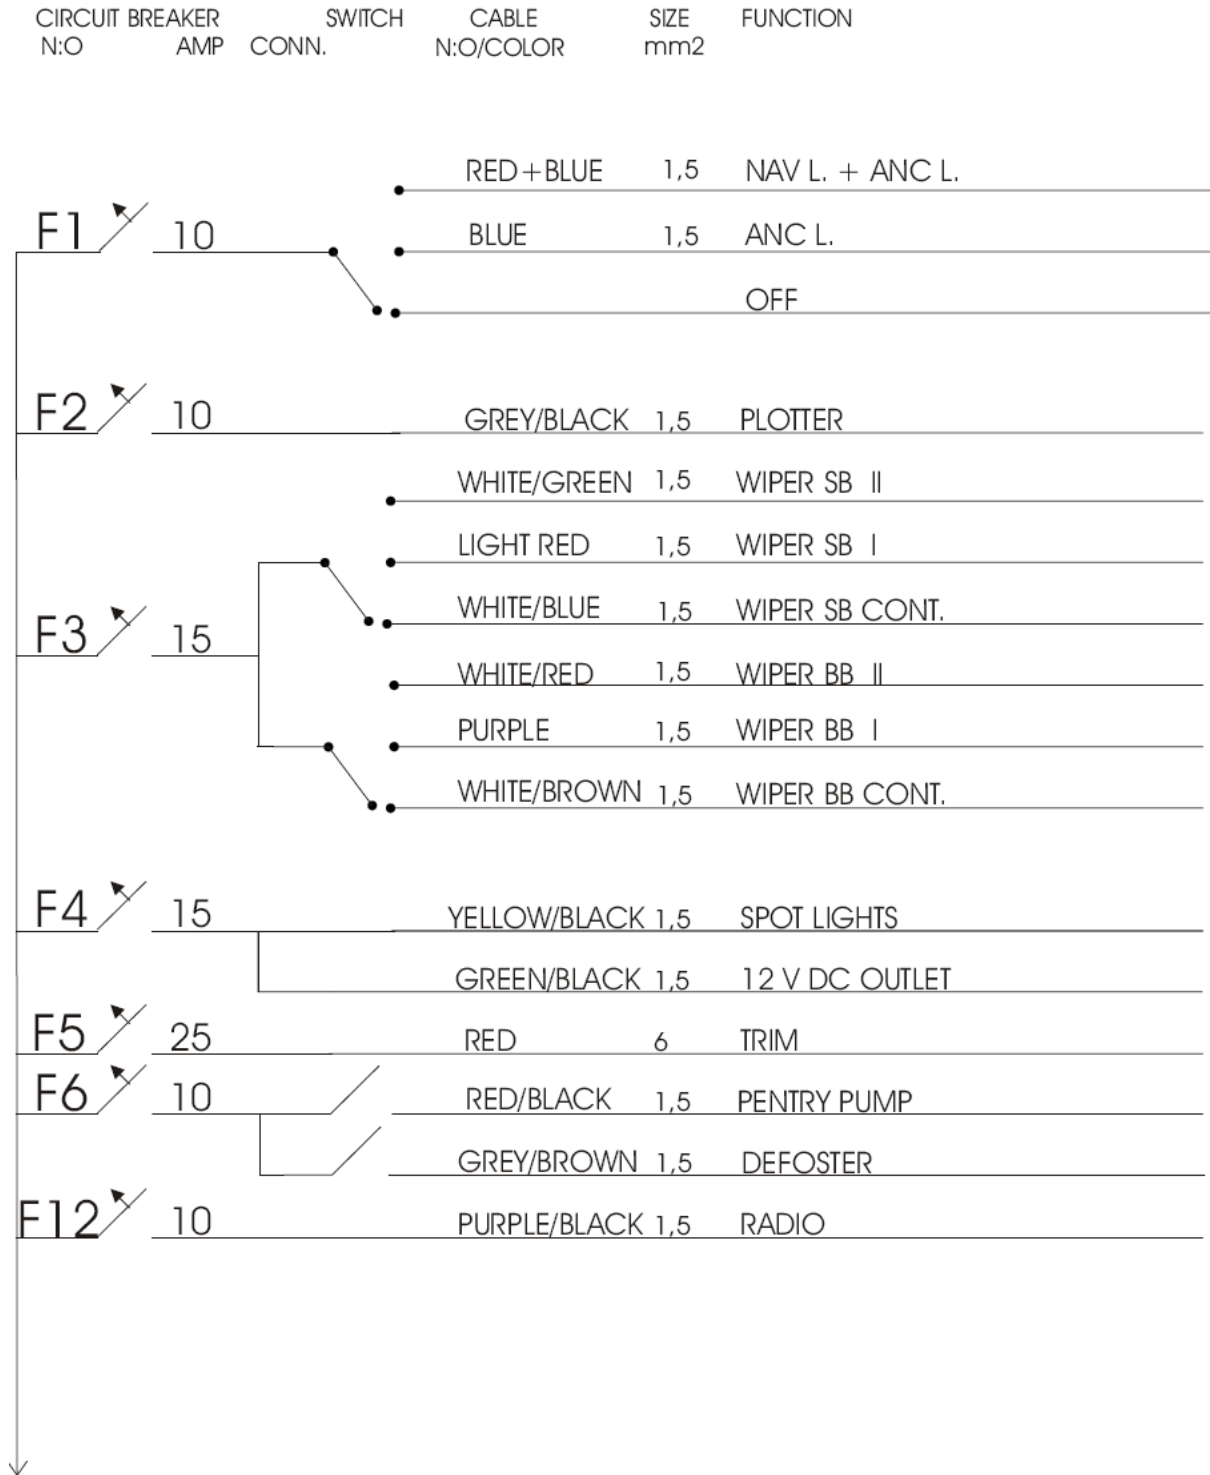 CIRCUIT BREAKER SWITCH CABLE SIZE FUNCTION
N:O AMP CONN. N:O/COLOR mm2
RED+BLUE 1,5 NAV L. + ANC L.
F1 10 BLUE 1,5 ANC L.
OFF
F2 10 GREY/BLACK 1,5 PLOTTER
WHITE/GREEN 1,5 WIPER SB II
LIGHT RED 1,5 WIPER SB I
WHITE/BLUE 1,5 WIPER SB CONT.
F3 15
WHITE/RED 1,5 WIPER BB II
PURPLE 1,5 WIPER BB I
WHITE/BROWN 1,5 WIPER BB CONT.
F4 15 YELLOW/BLACK 1,5 SPOT LIGHTS
GREEN/BLACK 1,5 12 V DC OUTLET
F5 25 RED 6 TRIM
F6 10 RED/BLACK 1,5 PENTRY PUMP
GREY/BROWN 1,5 DEFOSTER
F12 10 PURPLE/BLACK 1,5 RADIO